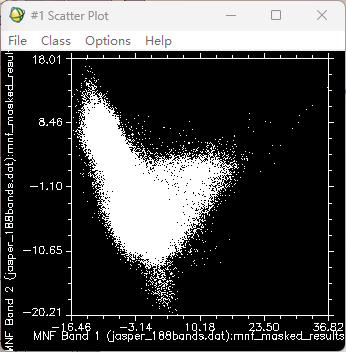 #1 Scatter Plot
File Class Options Help
MNF Band 2 (jasper_188bands.dat):mnf_masked_resul
18.01
8.46
-1.10
-10.65
-20.21
-16.46 -3.14 10.18 23.50 36.82
MNF Band 1 (jasper_188bands.dat):mnf_masked_results